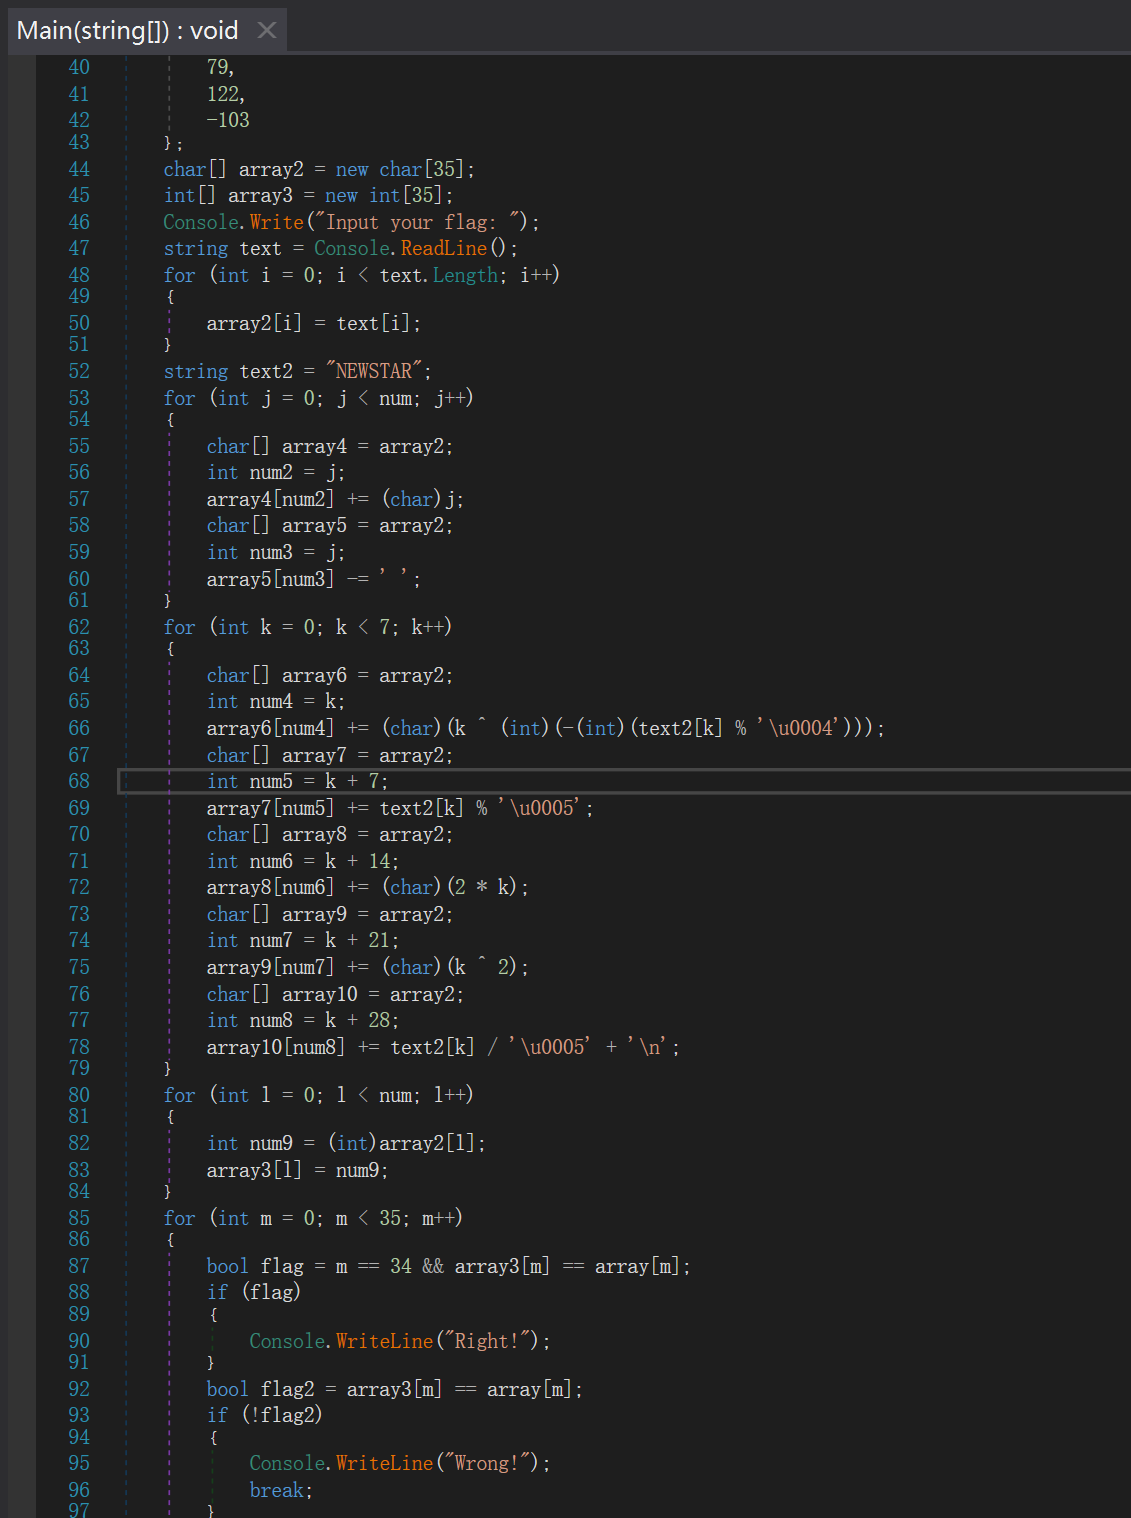 Main(string[]) : void ✕
40 79,
41 122,
42 -103
43 };
44 char[] array2 = new char[35];
45 int[] array3 = new int[35];
46 Console.Write("Input your flag: ");
47 string text = Console.ReadLine();
48 for (int i = 0; i < text.Length; i++)
49 {
50 array2[i] = text[i];
51 }
52 string text2 = "NEWSTAR";
53 for (int j = 0; j < num; j++)
54 {
55 char[] array4 = array2;
56 int num2 = j;
57 array4[num2] += (char)j;
58 char[] array5 = array2;
59 int num3 = j;
60 array5[num3] -= ' ';
61 }
62 for (int k = 0; k < 7; k++)
63 {
64 char[] array6 = array2;
65 int num4 = k;
66 array6[num4] += (char)(k ^ (int)(-(int)(text2[k] % '\u0004')));
67 char[] array7 = array2;
68 int num5 = k + 7;
69 array7[num5] += text2[k] % '\u0005';
70 char[] array8 = array2;
71 int num6 = k + 14;
72 array8[num6] += (char)(2 * k);
73 char[] array9 = array2;
74 int num7 = k + 21;
75 array9[num7] += (char)(k ^ 2);
76 char[] array10 = array2;
77 int num8 = k + 28;
78 array10[num8] += text2[k] / '\u0005' + '\n';
79 }
80 for (int l = 0; l < num; l++)
81 {
82 int num9 = (int)array2[l];
83 array3[l] = num9;
84 }
85 for (int m = 0; m < 35; m++)
86 {
87 bool flag = m == 34 && array3[m] == array[m];
88 if (flag)
89 {
90 Console.WriteLine("Right!");
91 }
92 bool flag2 = array3[m] == array[m];
93 if (!flag2)
94 {
95 Console.WriteLine("Wrong!");
96 break;
97 }